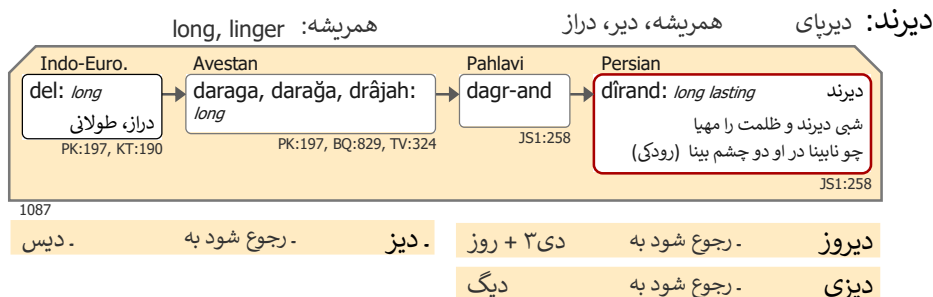 دیرند: دیرپای همریشه، دیر، دراز همریشه: long, linger
Indo-Euro. Avestan Pahlavi Persian
del: long
دراز، طولانی
PK:197, KT:190
daraga, darağa, drâjah:
long
PK:197, BQ:829, TV:324
dagr-and
JS1:258
dîrand: long lasting دیرند
شبی دیرند و ظلمت را مهیا
چو نابینا در او دو چشم بینا (رودکی)
JS1:258
1087
دیروز ـ رجوع شود به دی۳ + روز
دیزی ـ رجوع شود به دیگ
ـ دیز ـ رجوع شود به ـ دیس